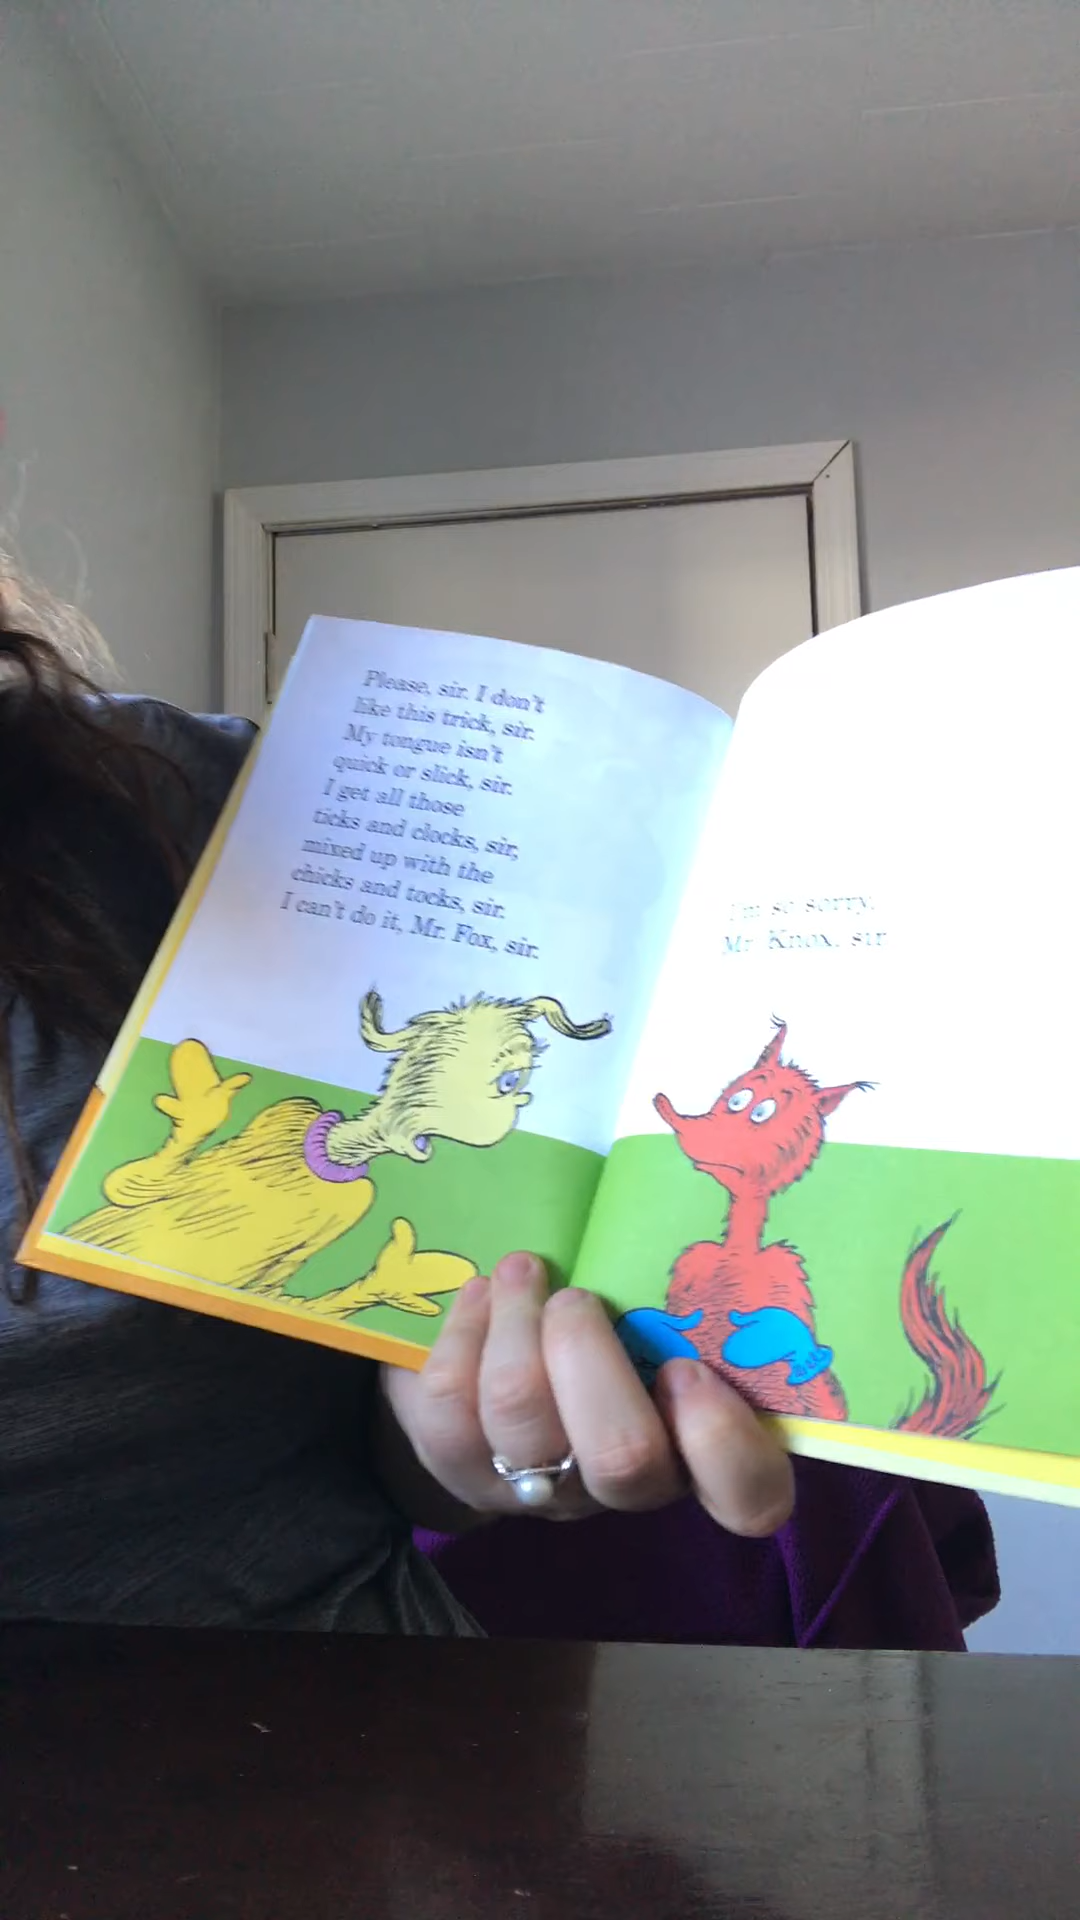 Please, sir. I don't
like this trick, sir.
My tongue isn't
quick or slick, sir.
I get all those
ticks and clocks, sir,
mixed up with the
chicks and tocks, sir.
I can't do it, Mr. Fox, sir.
I'm so sorry,
Mr. Knox, sir.